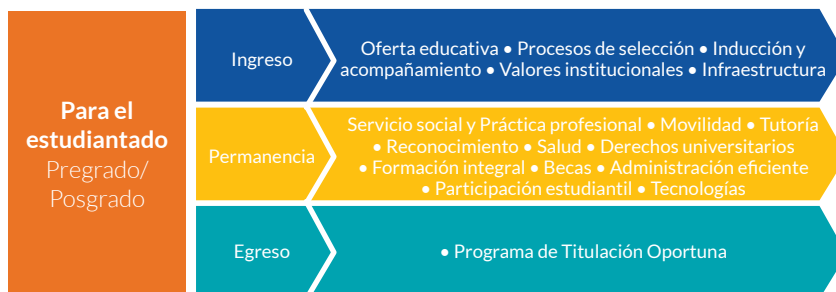 Para el
estudiantado
Pregrado/
Posgrado
Ingreso
Oferta educativa • Procesos de selección • Inducción y
acompañamiento • Valores institucionales • Infraestructura
Permanencia
Servicio social y Práctica profesional • Movilidad • Tutoría
• Reconocimiento • Salud • Derechos universitarios
• Formación integral • Becas • Administración eficiente
• Participación estudiantil • Tecnologías
Egreso
• Programa de Titulación Oportuna